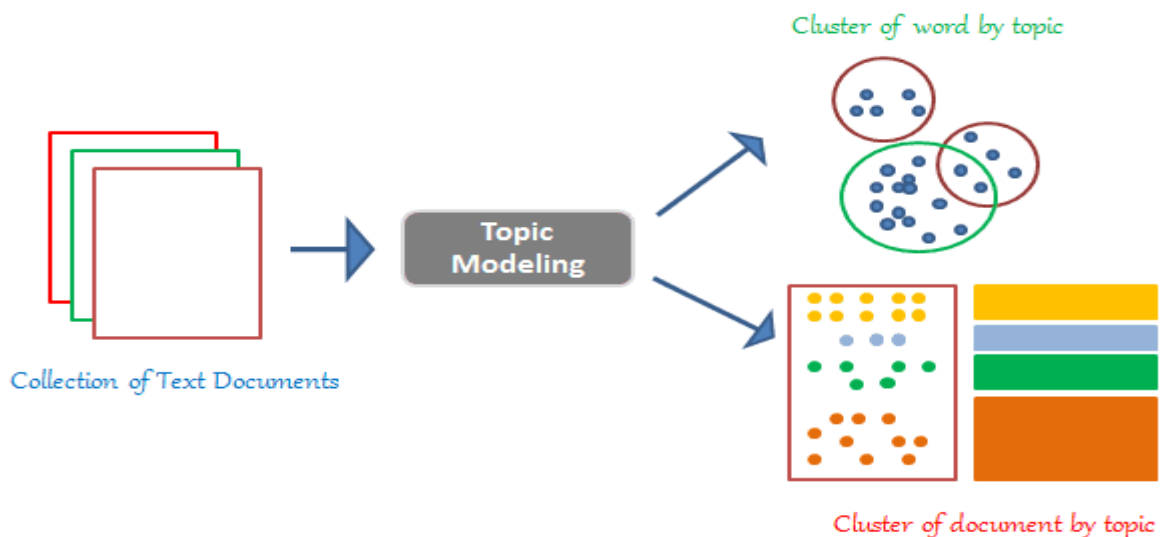 Cluster of word by topic
Topic
Modeling
Collection of Text Documents
Cluster of document by topic